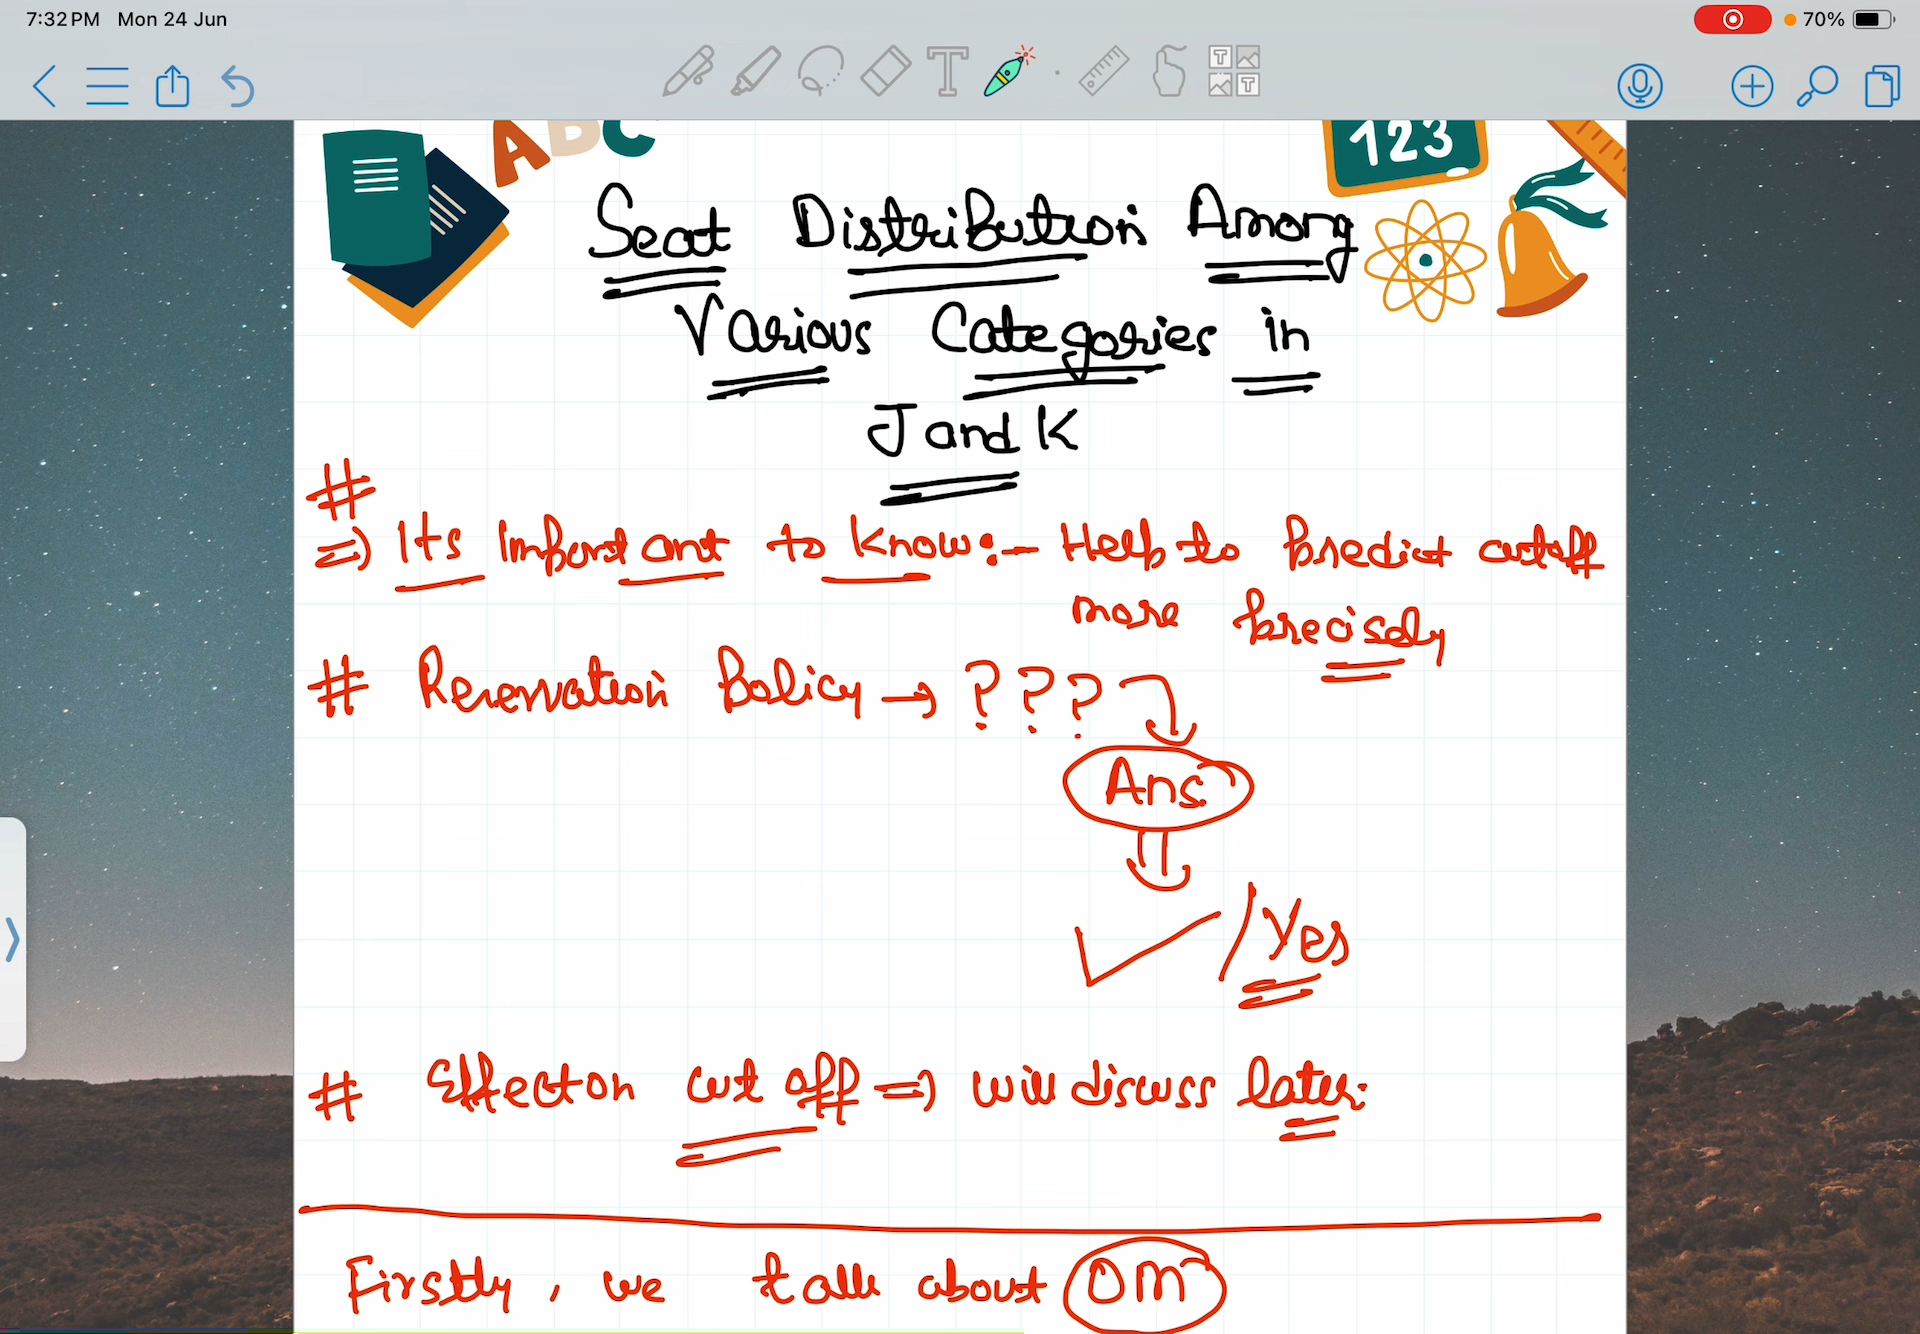 7:32 PM Mon 24 Jun
70%
ABC
123
Seat Distribution Among
Various Categories in
J and K
#
=> Its Important to Know:- Help to predict cutoff
more precisely
# Reservation Policy → ???
Ans
✓/Yes
# Effect on cut off => will discuss later.
Firstly, we talk about OM